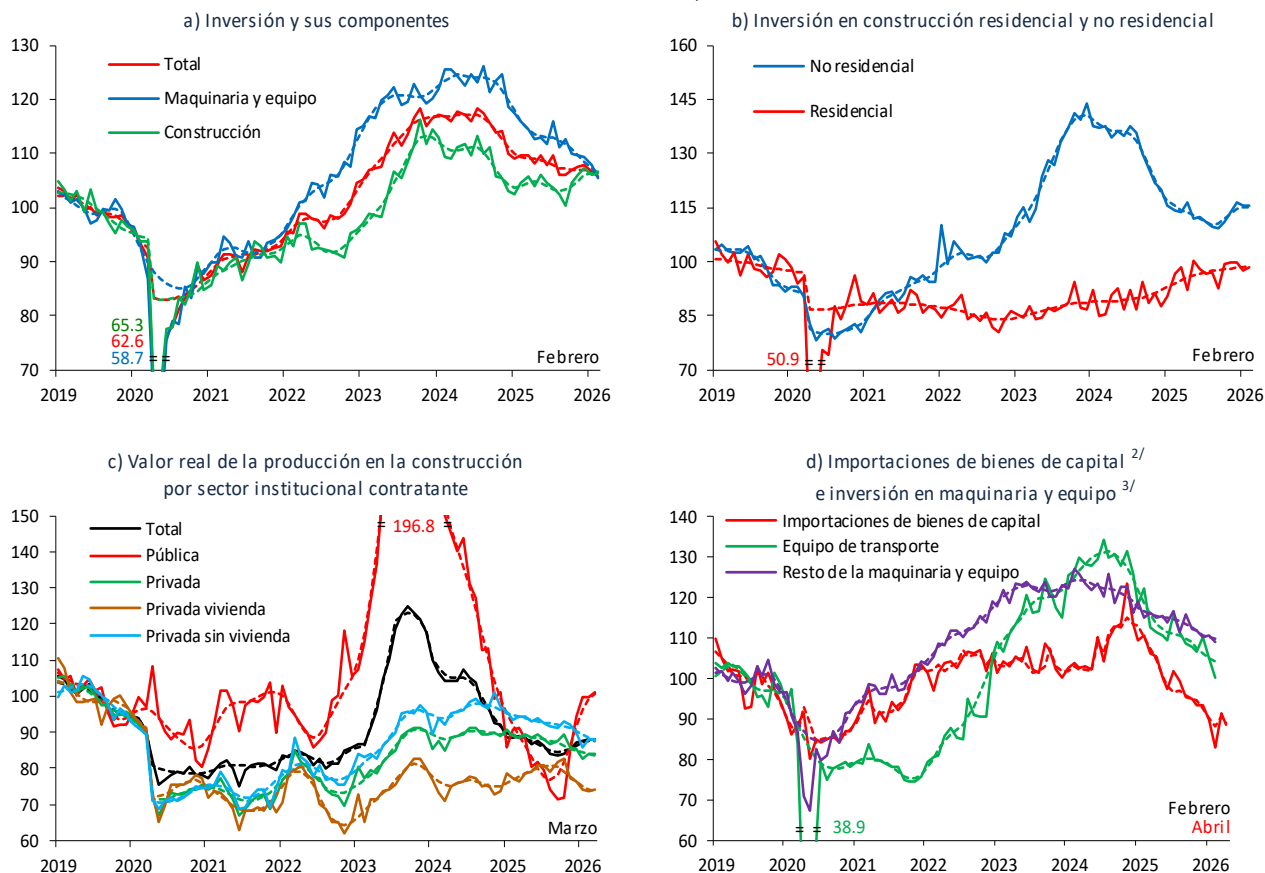 a) Inversión y sus componentes
130
120
110
100
90
80
70
Total
Maquinaria y equipo
Construcción
65.3
62.6
58.7
Febrero
2019 2020 2021 2022 2023 2024 2025 2026
b) Inversión en construcción residencial y no residencial
160
145
130
115
100
85
70
No residencial
Residencial
50.9
Febrero
2019 2020 2021 2022 2023 2024 2025 2026
c) Valor real de la producción en la construcción
por sector institucional contratante
150
140
130
120
110
100
90
80
70
60
Total
Pública
Privada
Privada vivienda
Privada sin vivienda
196.8
Marzo
2019 2020 2021 2022 2023 2024 2025 2026
d) Importaciones de bienes de capital 2/
e inversión en maquinaria y equipo 3/
140
130
120
110
100
90
80
70
60
Importaciones de bienes de capital
Equipo de transporte
Resto de la maquinaria y equipo
38.9
Febrero
Abril
2019 2020 2021 2022 2023 2024 2025 2026